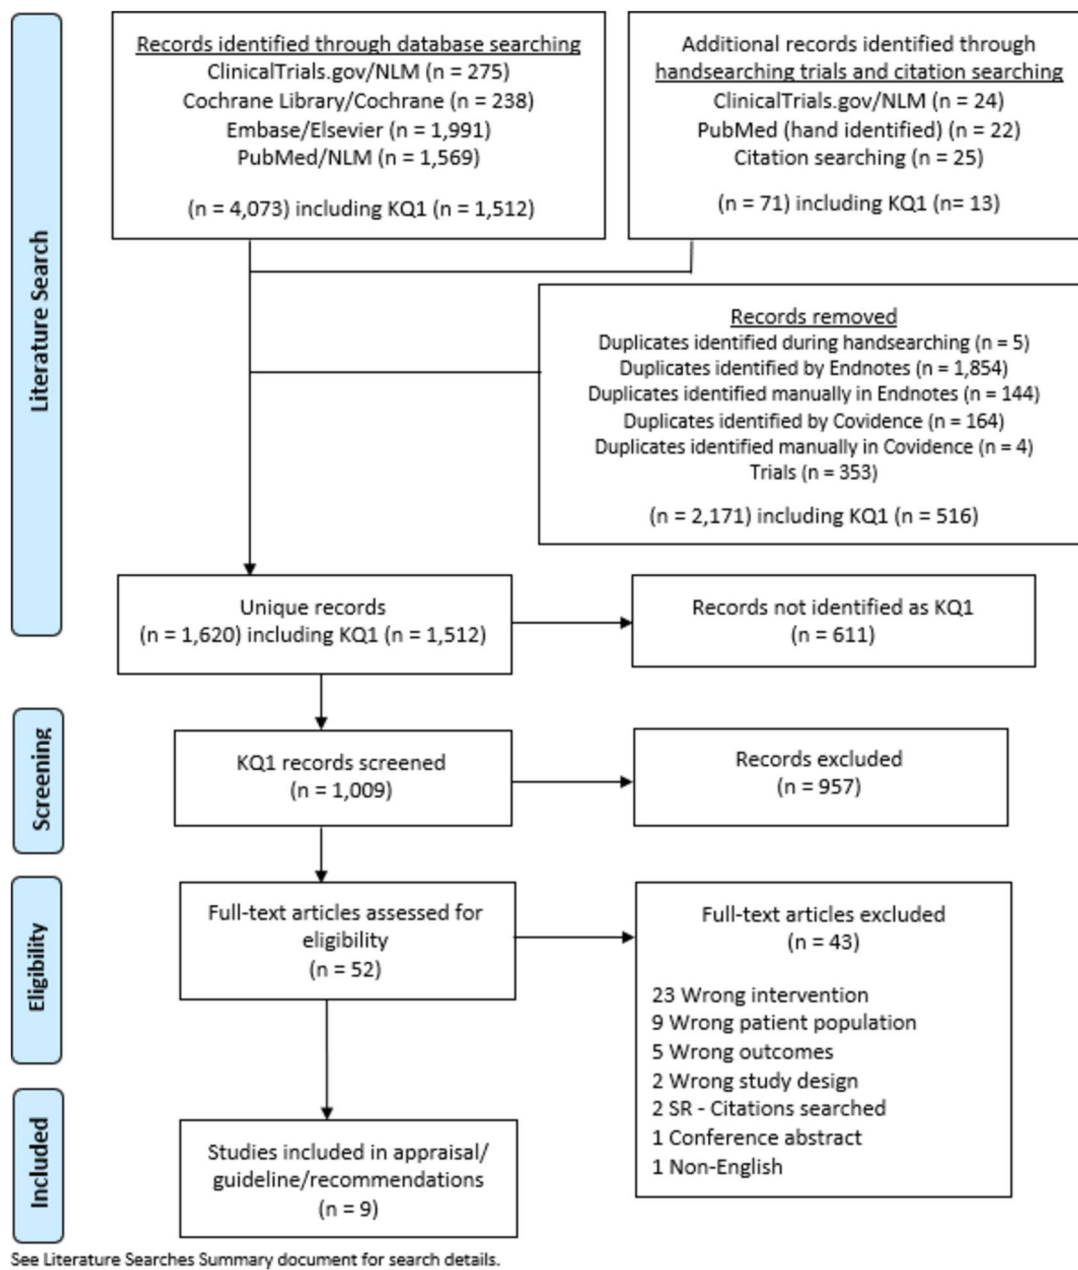 Literature Search
Records identified through database searching
ClinicalTrials.gov/NLM (n = 275)
Cochrane Library/Cochrane (n = 238)
Embase/Elsevier (n = 1,991)
PubMed/NLM (n = 1,569)
(n = 4,073) including KQ1 (n = 1,512)
Additional records identified through
handsearching trials and citation searching
ClinicalTrials.gov/NLM (n = 24)
PubMed (hand identified) (n = 22)
Citation searching (n = 25)
(n = 71) including KQ1 (n= 13)
Records removed
Duplicates identified during handsearching (n = 5)
Duplicates identified by Endnotes (n = 1,854)
Duplicates identified manually in Endnotes (n = 144)
Duplicates identified by Covidence (n = 164)
Duplicates identified manually in Covidence (n = 4)
Trials (n = 353)
(n = 2,171) including KQ1 (n = 516)
Unique records
(n = 1,620) including KQ1 (n = 1,512)
Records not identified as KQ1
(n = 611)
Screening
KQ1 records screened
(n = 1,009)
Records excluded
(n = 957)
Eligibility
Full-text articles assessed for
eligibility
(n = 52)
Full-text articles excluded
(n = 43)
23 Wrong intervention
9 Wrong patient population
5 Wrong outcomes
2 Wrong study design
2 SR - Citations searched
1 Conference abstract
1 Non-English
Included
Studies included in appraisal/
guideline/recommendations
(n = 9)
See Literature Searches Summary document for search details.